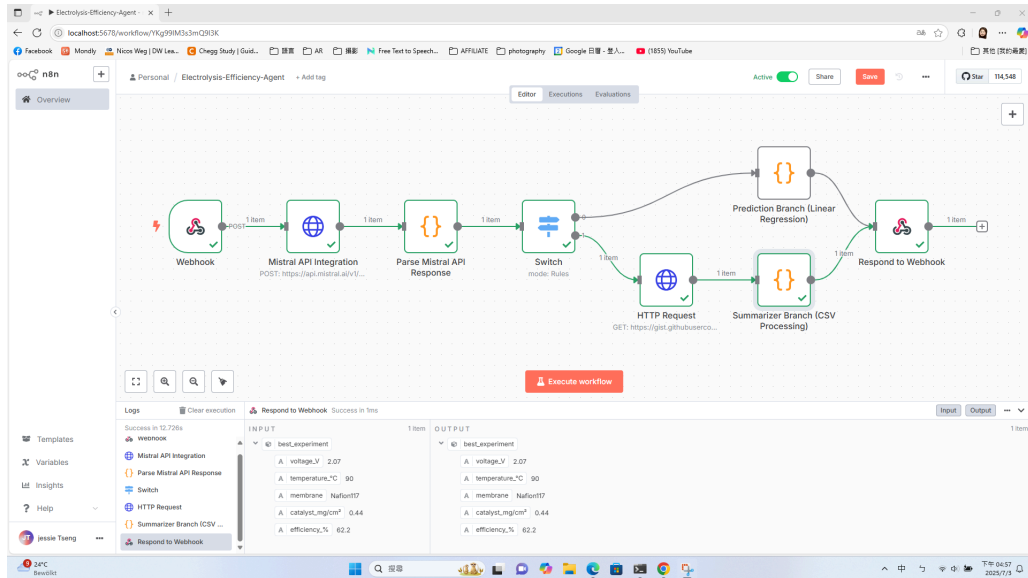 Electrolysis-Efficiency-Agent -
localhost:5678/workflow/YKg99IM3s3mQ9I3K
Facebook
Mondly
Nicos Weg | DW Lea...
Chegg Study | Guid...
語言
AR
攝影
Free Text to Speech...
AFFILIATE
photography
Google 日曆 - 登入...
(1855) YouTube
其他 [我的最愛]
n8n
Personal / Electrolysis-Efficiency-Agent + Add tag
Active
Share
Save
Star 114,548
Overview
Editor Executions Evaluations
Prediction Branch (Linear
Regression)
POST
1 item
1 item
1 item
0
1
1 item
Webhook
Mistral API Integration
POST: https://api.mistral.ai/v1/...
Parse Mistral API
Response
Switch
mode: Rules
1 item
1 item
1 item
Respond to Webhook
HTTP Request
GET: https://gist.githubuserco...
Summarizer Branch (CSV
Processing)
Execute workflow
Logs
Clear execution
Respond to Webhook Success in 1ms
Input Output
Success in 12.726s
INPUT
1 item
OUTPUT
1 item
Webhook
Mistral API Integration
Parse Mistral API Response
Switch
HTTP Request
Summarizer Branch (CSV ...
Respond to Webhook
best_experiment
A voltage_V 2.07
A temperature_°C 90
A membrane Nafion117
A catalyst_mg/cm² 0.44
A efficiency_% 62.2
best_experiment
A voltage_V 2.07
A temperature_°C 90
A membrane Nafion117
A catalyst_mg/cm² 0.44
A efficiency_% 62.2
Templates
Variables
Insights
Help
jessie Tseng
24°C
Bewölkt
搜尋
中
下午 04:57
2025/7/3